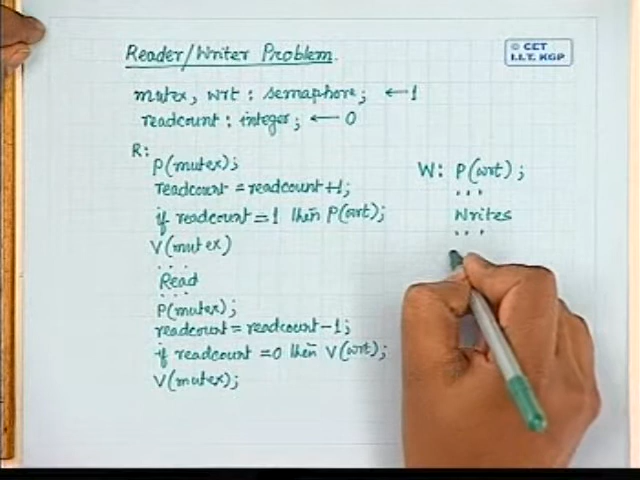 Reader/Writer Problem.
© CET
I.I.T. KGP
mutex, wrt : semaphore; ← 1
readcount : integer; ← 0
R:
P(mutex);
readcount = readcount+1;
if readcount = 1 then P(wrt);
V(mutex)
...
Read
...
P(mutex);
readcount = readcount-1;
if readcount = 0 then V(wrt);
V(mutex);
W: P(wrt);
...
Writes
...